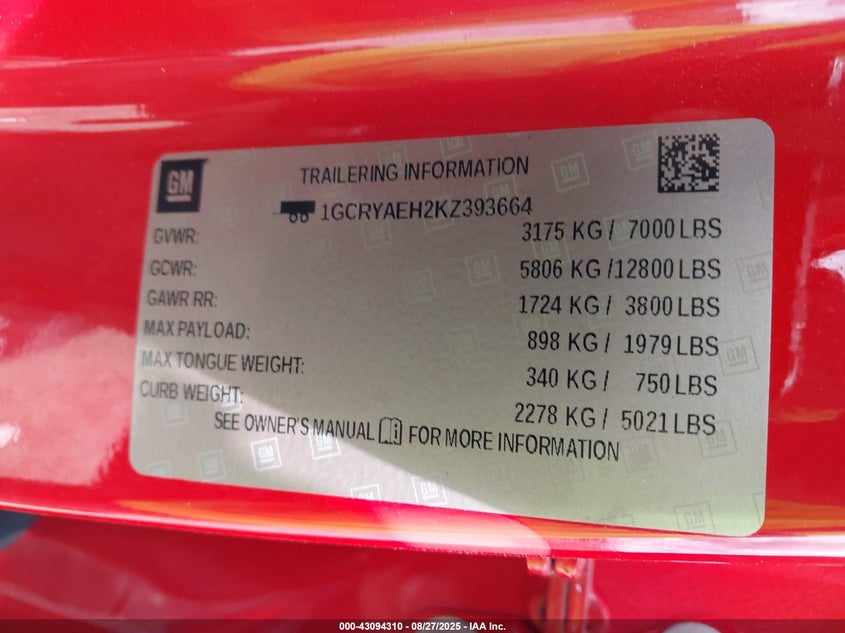 GM
TRAILERING INFORMATION
1GCRYAEH2KZ393664
GVWR: 3175 KG / 7000 LBS
GCWR: 5806 KG /12800 LBS
GAWR RR: 1724 KG / 3800 LBS
MAX PAYLOAD: 898 KG / 1979 LBS
MAX TONGUE WEIGHT: 340 KG / 750 LBS
CURB WEIGHT: 2278 KG / 5021 LBS
SEE OWNER'S MANUAL FOR MORE INFORMATION
000-43094310 - 08/27/2025 - IAA Inc.